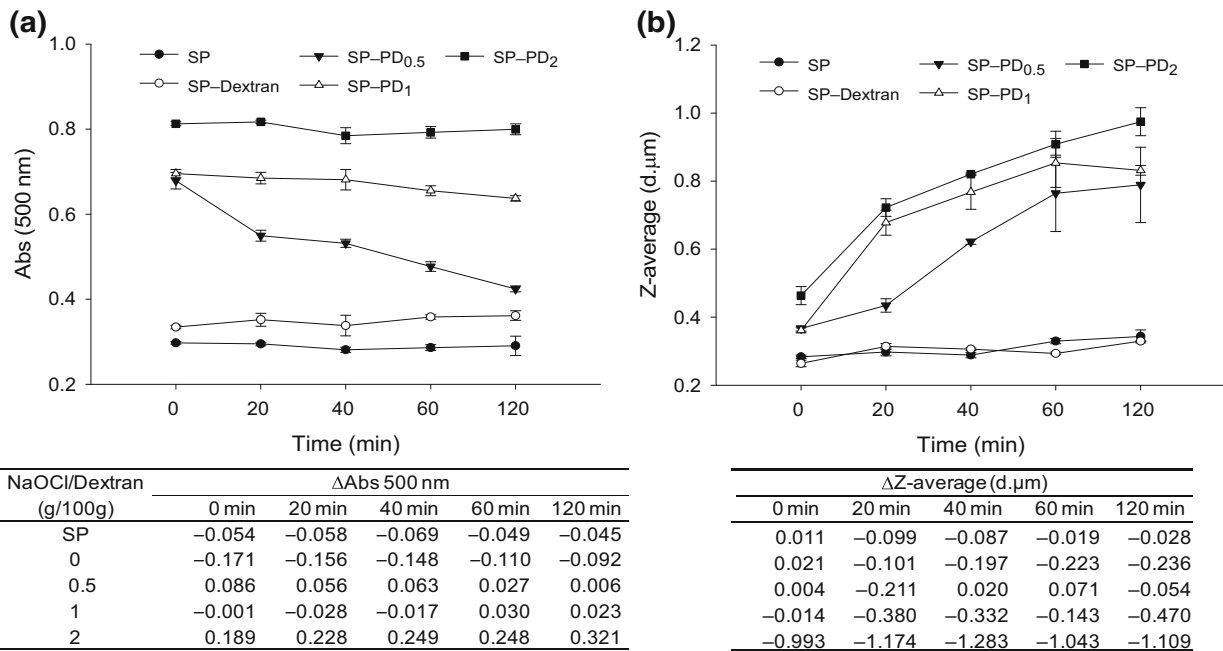 (a)
1.0
0.8
0.6
0.4
0.2
Abs (500 nm)
SP
SP–Dextran
SP–PD0.5
SP–PD1
SP–PD2
0 20 40 60 120
Time (min)
(b)
1.2
1.0
0.8
0.6
0.4
0.2
Z-average (d.µm)
SP
SP–Dextran
SP–PD0.5
SP–PD1
SP–PD2
0 20 40 60 120
Time (min)
NaOCl/Dextran ΔAbs 500 nm
(g/100g) 0 min 20 min 40 min 60 min 120 min
SP −0.054 −0.058 −0.069 −0.049 −0.045
0 −0.171 −0.156 −0.148 −0.110 −0.092
0.5 0.086 0.056 0.063 0.027 0.006
1 −0.001 −0.028 −0.017 0.030 0.023
2 0.189 0.228 0.249 0.248 0.321
ΔZ-average (d.µm)
0 min 20 min 40 min 60 min 120 min
0.011 −0.099 −0.087 −0.019 −0.028
0.021 −0.101 −0.197 −0.223 −0.236
0.004 −0.211 0.020 0.071 −0.054
−0.014 −0.380 −0.332 −0.143 −0.470
−0.993 −1.174 −1.283 −1.043 −1.109